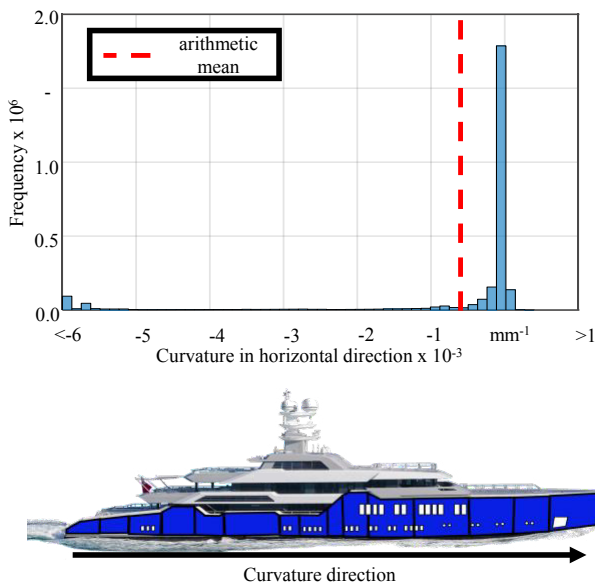 2.0
arithmetic
mean
-
1.0
0.5
0.0
Frequency x 10⁶
<-6 -5 -4 -3 -2 -1 mm⁻¹ >1
Curvature in horizontal direction x 10⁻³
Curvature direction